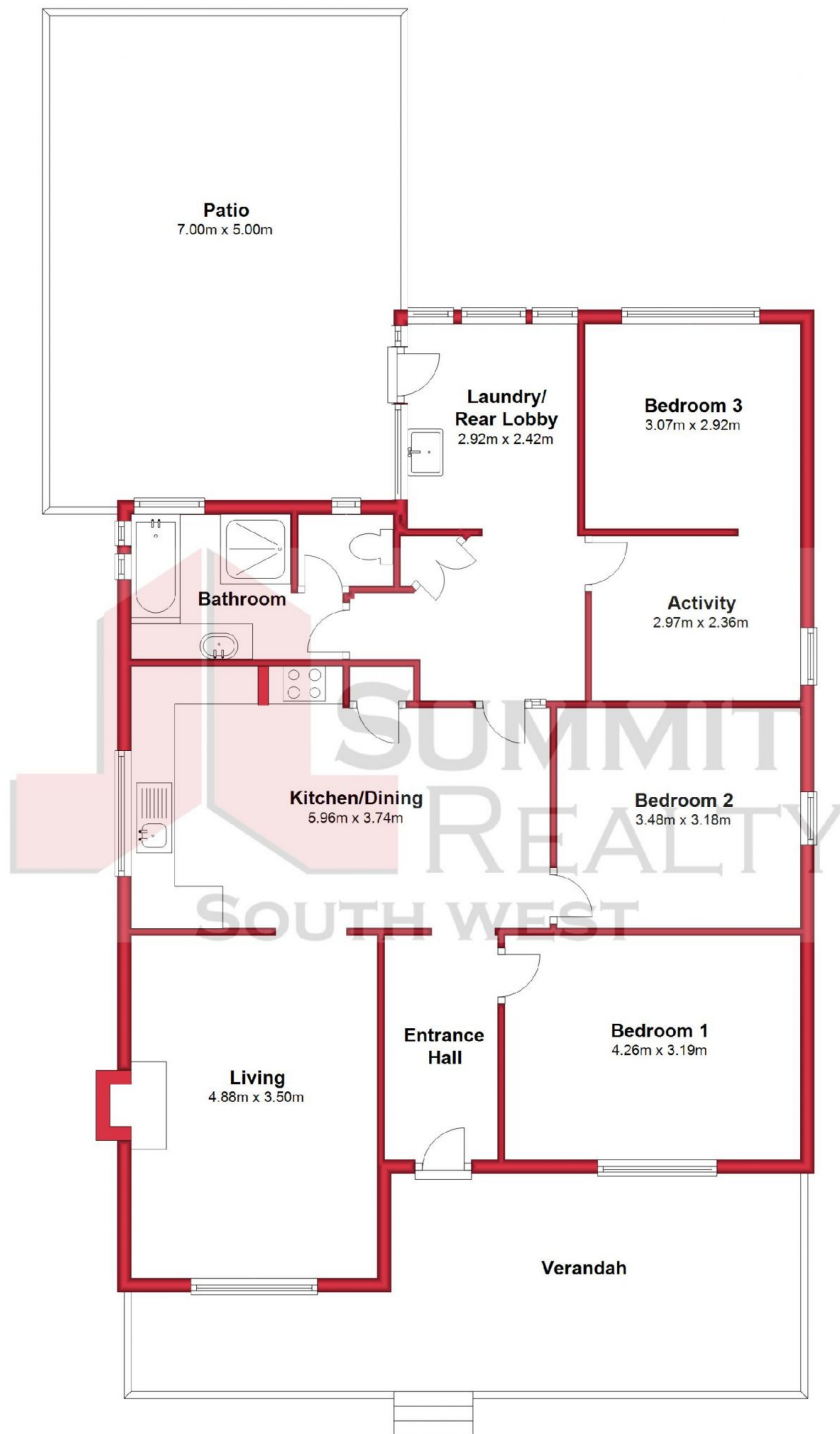 Patio
7.00m x 5.00m
Laundry/
Rear Lobby
2.92m x 2.42m
Bedroom 3
3.07m x 2.92m
Bathroom
Activity
2.97m x 2.36m
SUMMIT
REALTY
SOUTH WEST
Kitchen/Dining
5.96m x 3.74m
Bedroom 2
3.48m x 3.18m
Living
4.88m x 3.50m
Entrance
Hall
Bedroom 1
4.26m x 3.19m
Verandah